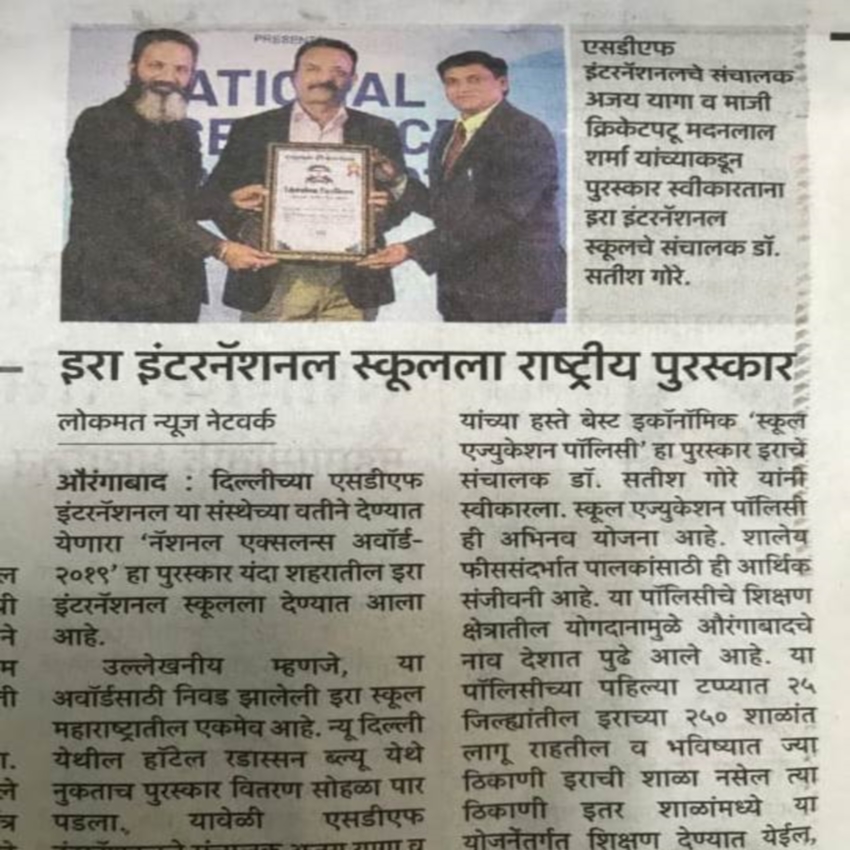 PRESENT
एसडीएफ
इंटरनॅशनलचे संचालक
अजय यागा व माजी
क्रिकेटपटू मदनलाल
शर्मा यांच्याकडून
पुरस्कार स्वीकारताना
इरा इंटरनॅशनल
स्कूलचे संचालक डॉ.
सतीश गोरे.
इरा इंटरनॅशनल स्कूलला राष्ट्रीय पुरस्कार
लोकमत न्यूज नेटवर्क
औरंगाबाद : दिल्लीच्या एसडीएफ
इंटरनॅशनल या संस्थेच्या वतीने देण्यात
येणारा ‘नॅशनल एक्सलन्स अवॉर्ड-
२०१९’ हा पुरस्कार यंदा शहरातील इरा
इंटरनॅशनल स्कूलला देण्यात आला
आहे.
उल्लेखनीय म्हणजे, या
अवॉर्डसाठी निवड झालेली इरा स्कूल
महाराष्ट्रातील एकमेव आहे. न्यू दिल्ली
येथील हॉटेल रडास्सन ब्ल्यू येथे
नुकताच पुरस्कार वितरण सोहळा पार
पडला. यावेळी एसडीएफ
यांच्या हस्ते बेस्ट इकॉनॉमिक ‘स्कूल
एज्युकेशन पॉलिसी’ हा पुरस्कार इराचे
संचालक डॉ. सतीश गोरे यांनी
स्वीकारला. स्कूल एज्युकेशन पॉलिसी
ही अभिनव योजना आहे. शालेय
फीससंदर्भात पालकांसाठी ही आर्थिक
संजीवनी आहे. या पॉलिसीचे शिक्षण
क्षेत्रातील योगदानामुळे औरंगाबादचे
नाव देशात पुढे आले आहे. या
पॉलिसीच्या पहिल्या टप्प्यात २५
जिल्ह्यांतील इराच्या २५० शाळांत
लागू राहतील व भविष्यात ज्या
ठिकाणी इराची शाळा नसेल त्या
ठिकाणी इतर शाळांमध्ये या
योजनेंतर्गत शिक्षण देण्यात येईल,